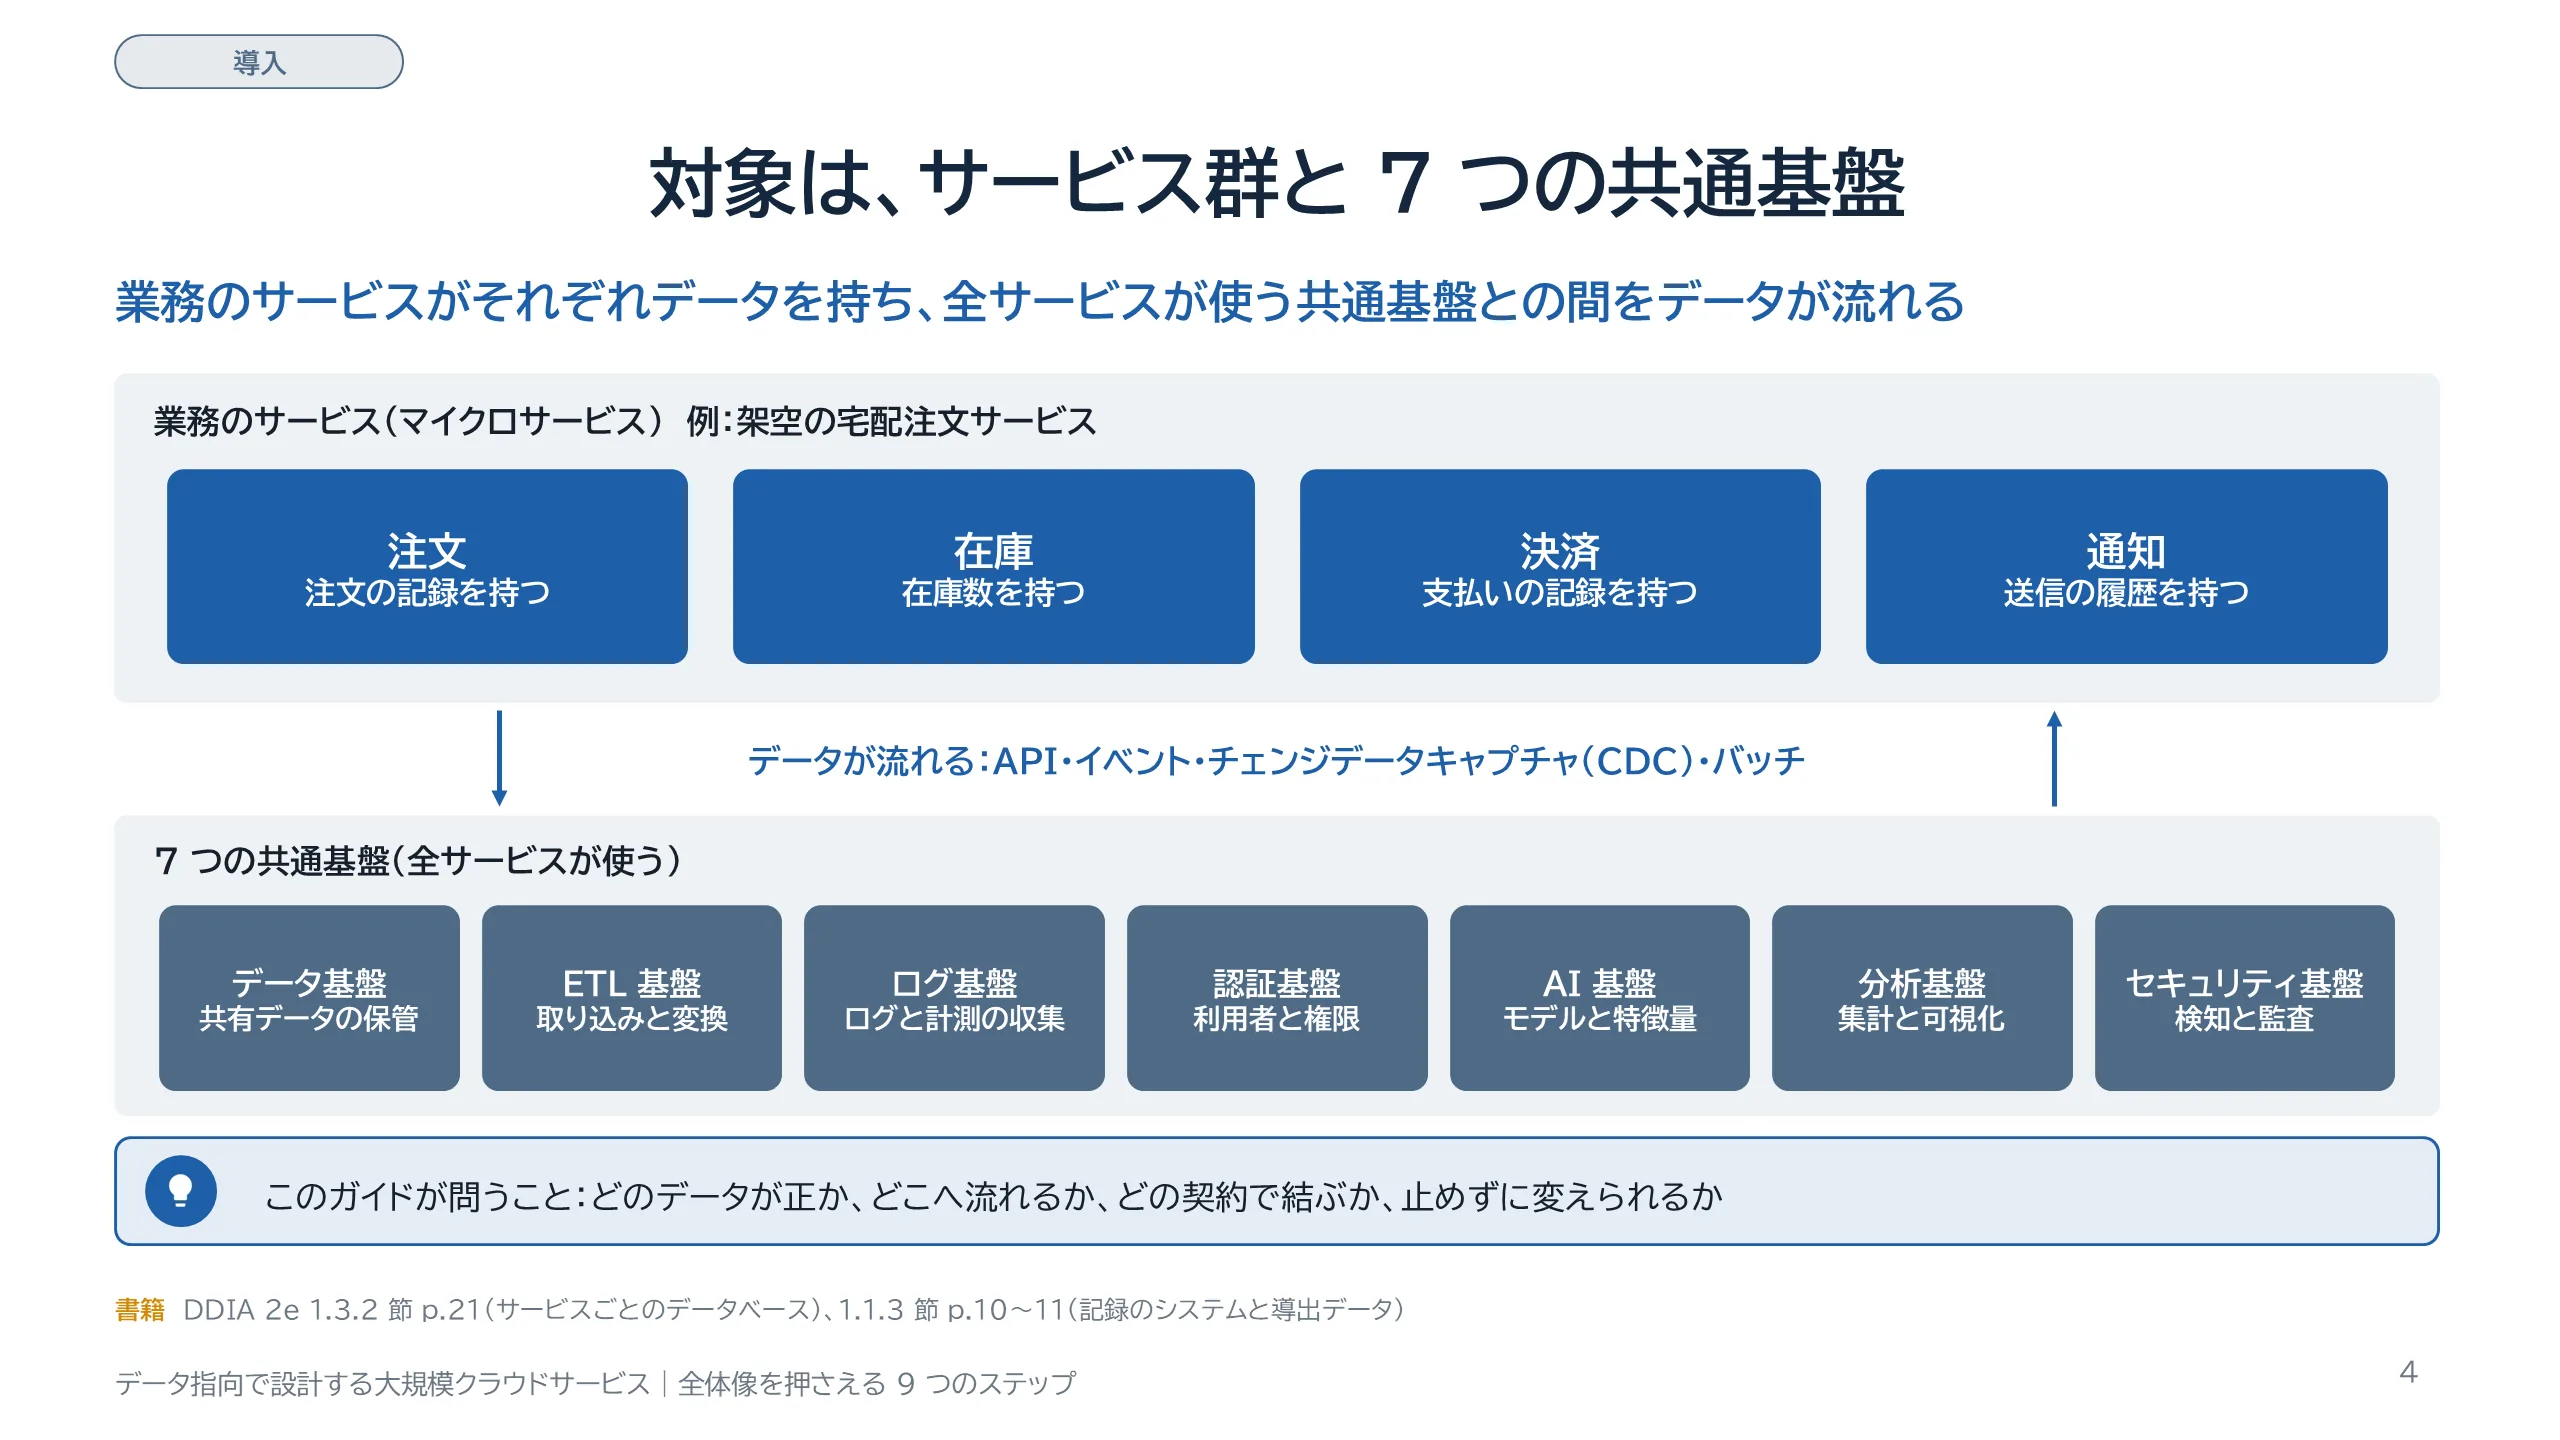 導入
対象は、サービス群と 7 つの共通基盤
業務のサービスがそれぞれデータを持ち、全サービスが使う共通基盤との間をデータが流れる
業務のサービス（マイクロサービス） 例：架空の宅配注文サービス
注文
注文の記録を持つ
在庫
在庫数を持つ
決済
支払いの記録を持つ
通知
送信の履歴を持つ
データが流れる：API・イベント・チェンジデータキャプチャ（CDC）・バッチ
7 つの共通基盤（全サービスが使う）
データ基盤
共有データの保管
ETL 基盤
取り込みと変換
ログ基盤
ログと計測の収集
認証基盤
利用者と権限
AI 基盤
モデルと特徴量
分析基盤
集計と可視化
セキュリティ基盤
検知と監査
このガイドが問うこと：どのデータが正か、どこへ流れるか、どの契約で結ぶか、止めずに変えられるか
書籍 DDIA 2e 1.3.2 節 p.21（サービスごとのデータベース）、1.1.3 節 p.10～11（記録のシステムと導出データ）
データ指向で設計する大規模クラウドサービス｜全体像を押さえる 9 つのステップ
4